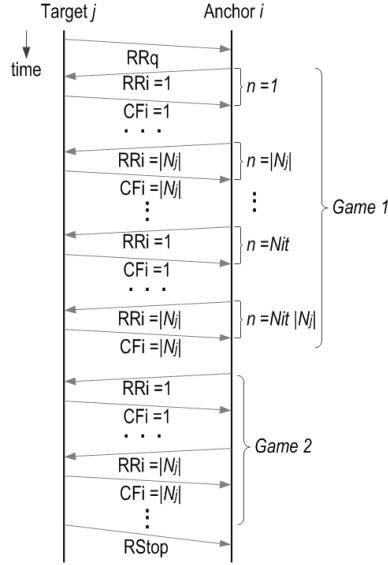 Target j
Anchor i
time
RRq
RRi =1
n =1
CFi =1
. . .
RRi =|Nj|
n =|Nj|
CFi =|Nj|
⋮
⋮
Game 1
RRi =1
n =Nit
CFi =1
. . .
RRi =|Nj|
n =Nit |Nj|
CFi =|Nj|
RRi =1
CFi =1
. . .
Game 2
RRi =|Nj|
CFi =|Nj|
⋮
RStop